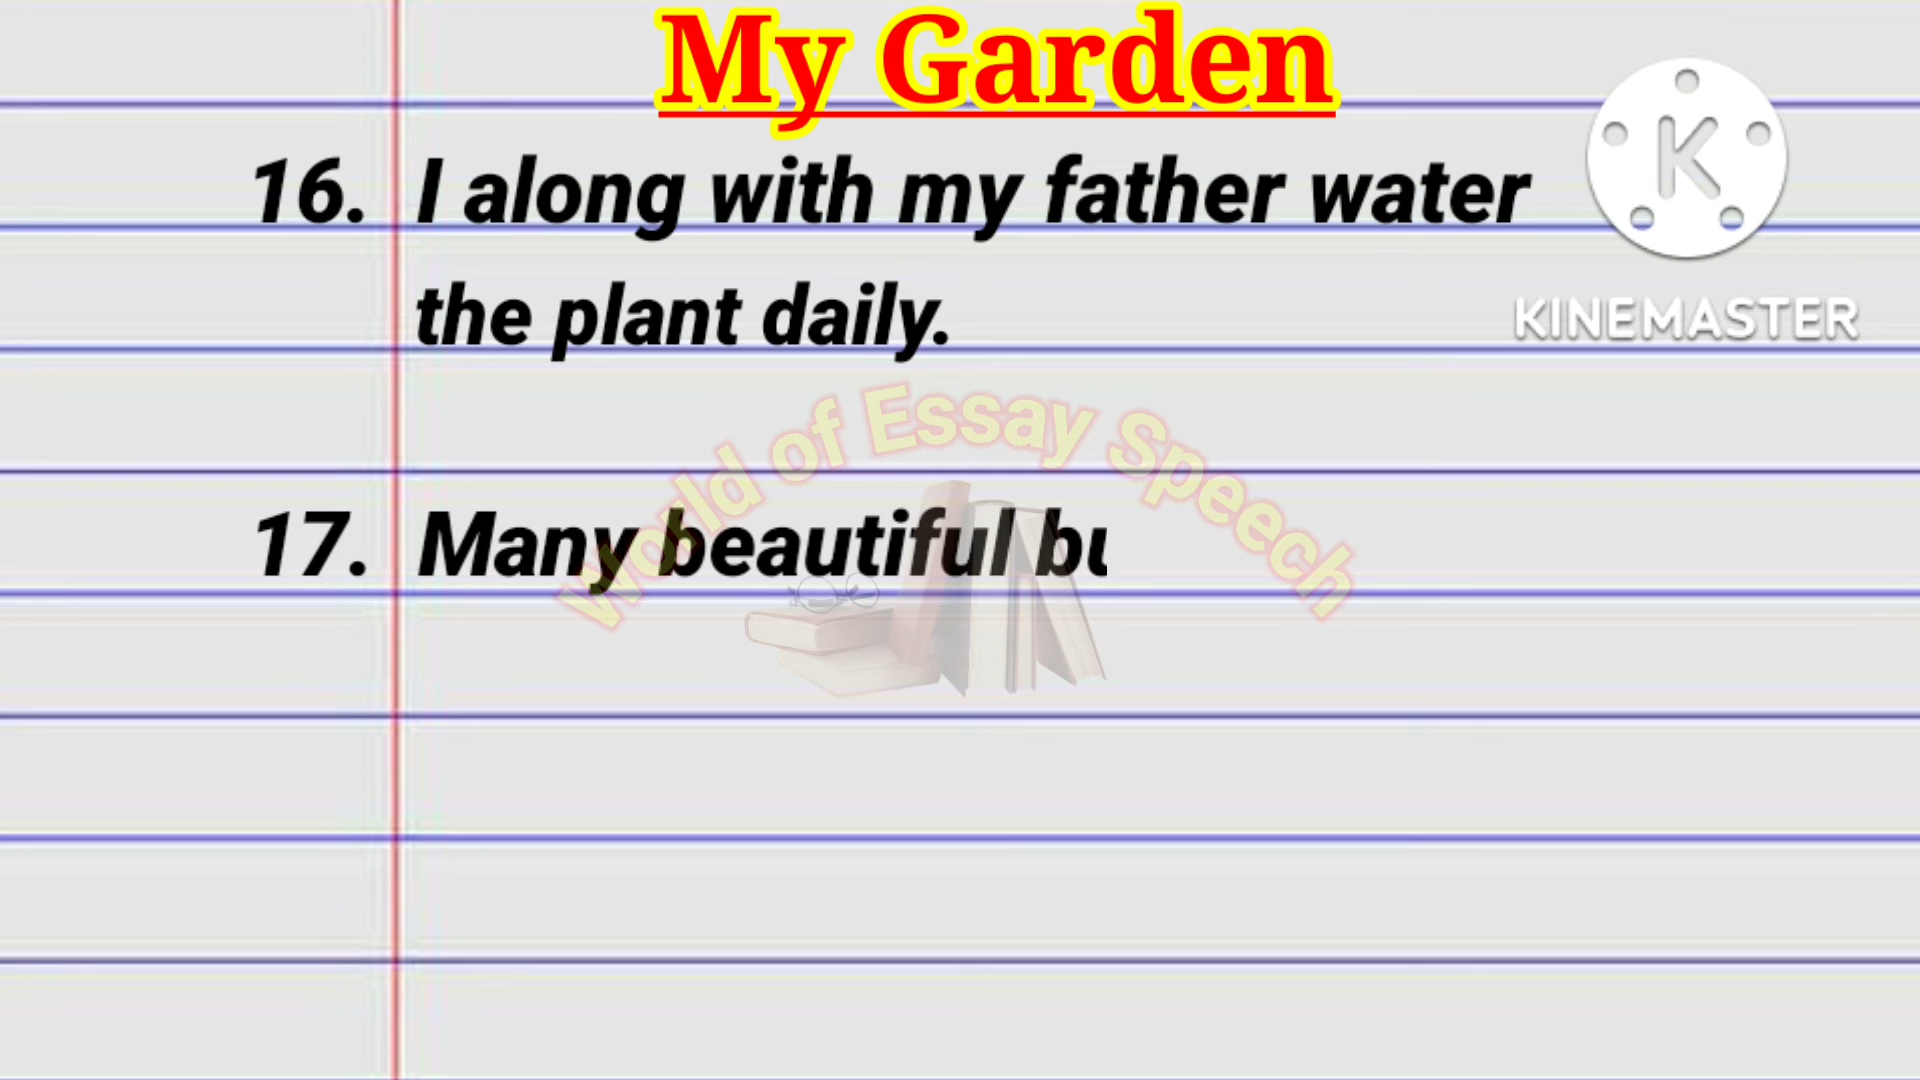 My Garden
16. I along with my father water
the plant daily.
KINEMASTER
World of Essay Speech
17. Many beautiful